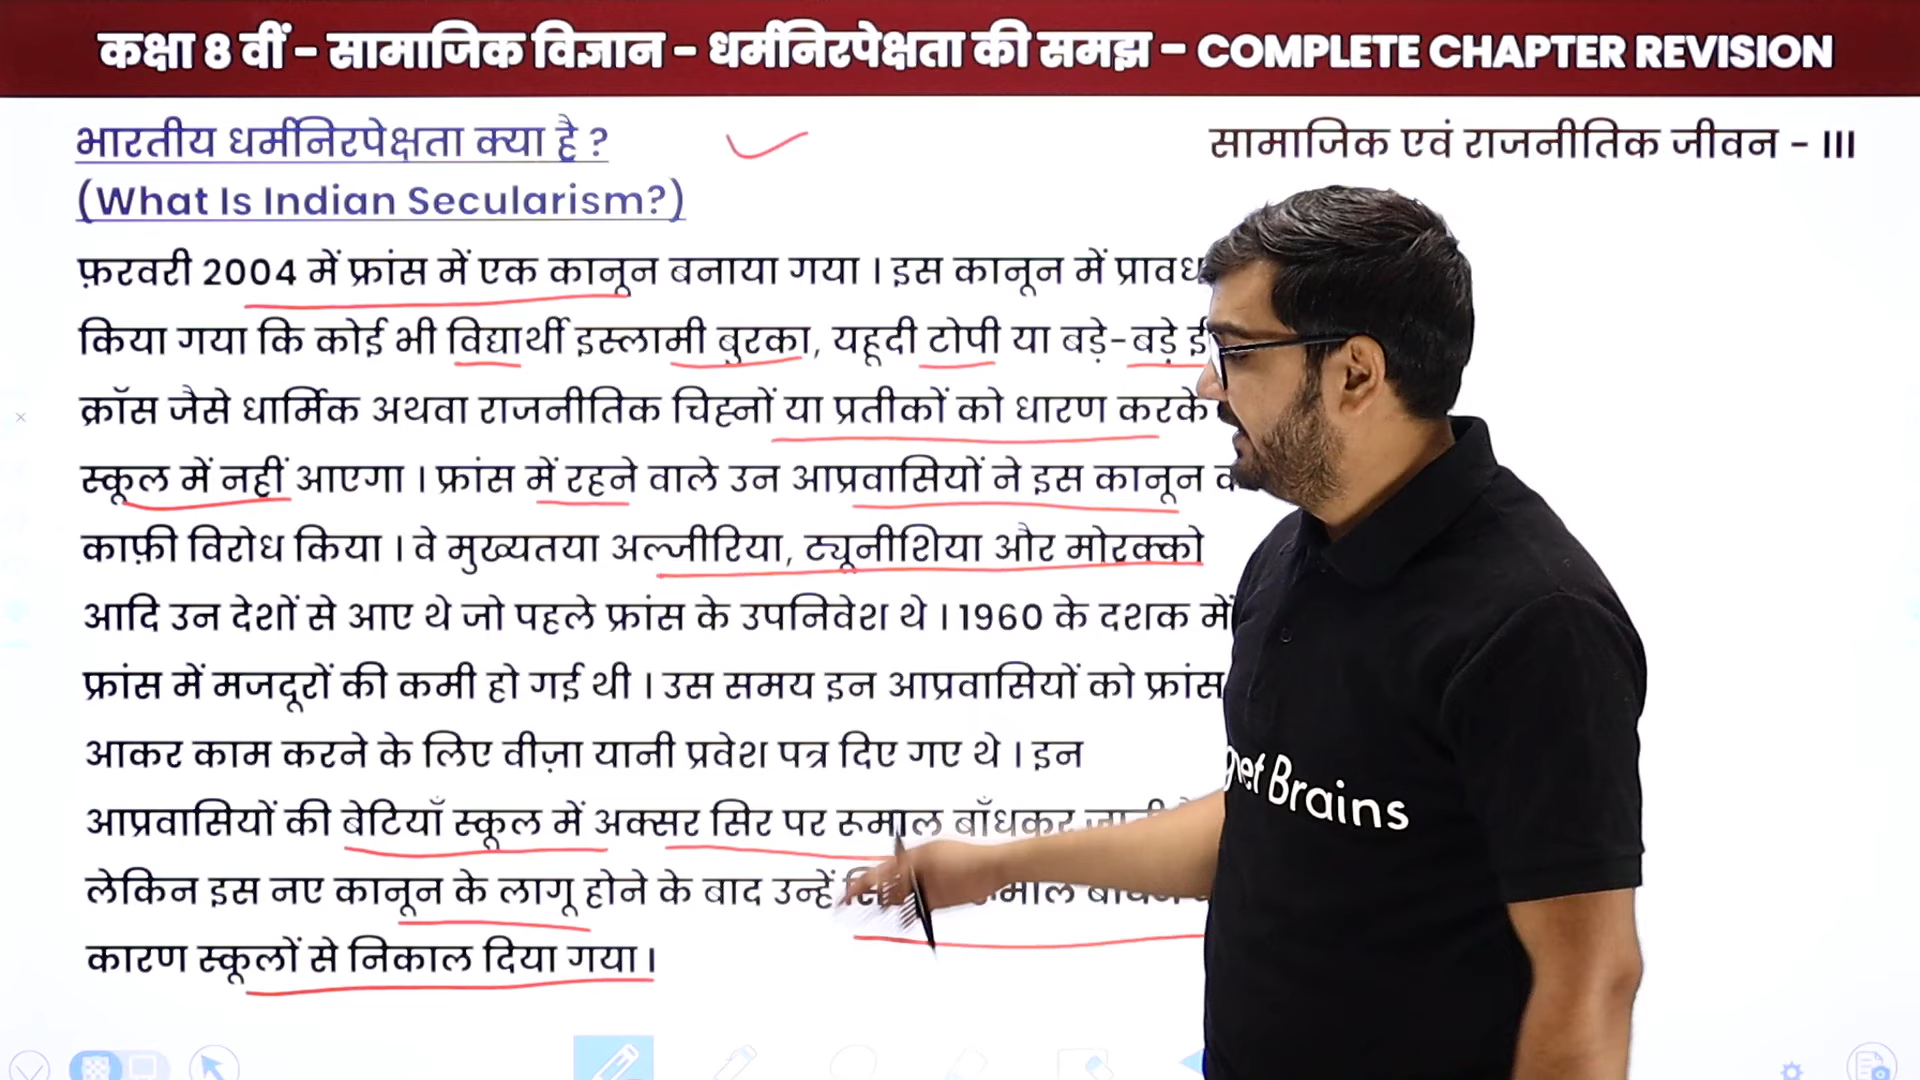 कक्षा 8 वीं - सामाजिक विज्ञान - धर्मनिरपेक्षता की समझ – COMPLETE CHAPTER REVISION
भारतीय धर्मनिरपेक्षता क्या है ?
सामाजिक एवं राजनीतिक जीवन - III
(What Is Indian Secularism?)
फ़रवरी 2004 में फ्रांस में एक कानून बनाया गया । इस कानून में
किया गया कि कोई भी विद्यार्थी इस्लामी बुरका, यहूदी टोपी या बड़े-बड़े
क्रॉस जैसे धार्मिक अथवा राजनीतिक चिह्नों या प्रतीकों को धारण करके
स्कूल में नहीं आएगा । फ्रांस में रहने वाले उन आप्रवासियों ने इस कानून
काफ़ी विरोध किया । वे मुख्यतया अल्जीरिया, ट्यूनीशिया और मोरक्को
आदि उन देशों से आए थे जो पहले फ्रांस के उपनिवेश थे । 1960 के दशक में
फ्रांस में मजदूरों की कमी हो गई थी । उस समय इन आप्रवासियों को फ्रांस
आकर काम करने के लिए वीज़ा यानी प्रवेश पत्र दिए गए थे । इन
आप्रवासियों की बेटियाँ स्कूल में अक्सर सिर पर रूमाल बाँधकर
लेकिन इस नए कानून के लागू होने के बाद उन्हें
कारण स्कूलों से निकाल दिया गया ।
Brains